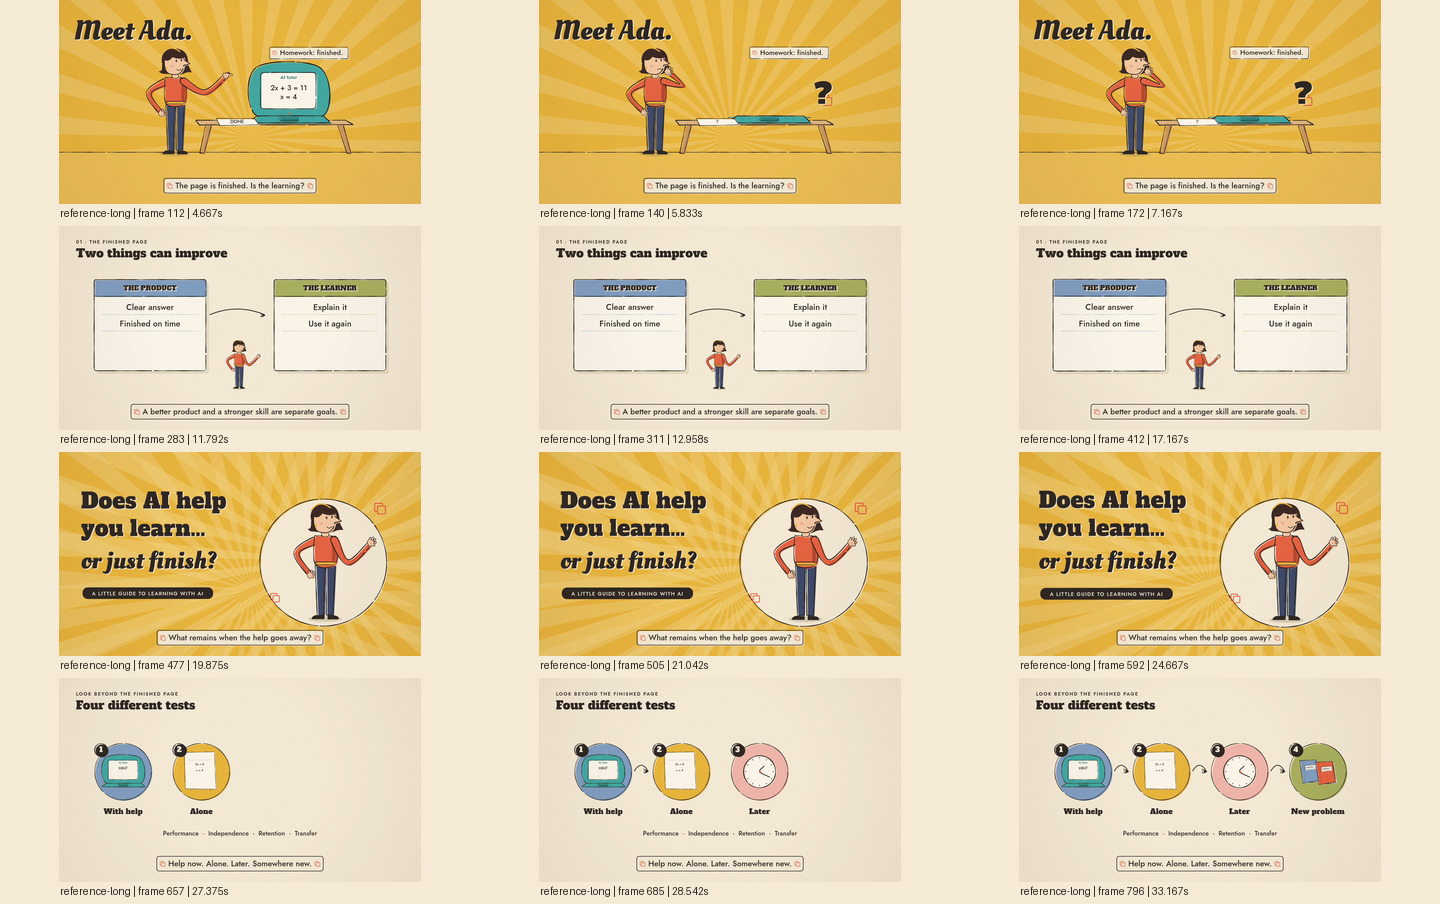 Meet Ada.
Homework: finished.
AI tutor
2x + 3 = 11
x = 4
DONE
The page is finished. Is the learning?
reference-long | frame 112 | 4.667s
Meet Ada.
Homework: finished.
?
?
The page is finished. Is the learning?
reference-long | frame 140 | 5.833s
Meet Ada.
Homework: finished.
?
?
The page is finished. Is the learning?
reference-long | frame 172 | 7.167s
01 · THE FINISHED PAGE
Two things can improve
THE PRODUCT
Clear answer
Finished on time
THE LEARNER
Explain it
Use it again
A better product and a stronger skill are separate goals.
reference-long | frame 283 | 11.792s
01 · THE FINISHED PAGE
Two things can improve
THE PRODUCT
Clear answer
Finished on time
THE LEARNER
Explain it
Use it again
A better product and a stronger skill are separate goals.
reference-long | frame 311 | 12.958s
01 · THE FINISHED PAGE
Two things can improve
THE PRODUCT
Clear answer
Finished on time
THE LEARNER
Explain it
Use it again
A better product and a stronger skill are separate goals.
reference-long | frame 412 | 17.167s
Does AI help
you learn...
or just finish?
A LITTLE GUIDE TO LEARNING WITH AI
What remains when the help goes away?
reference-long | frame 477 | 19.875s
Does AI help
you learn...
or just finish?
A LITTLE GUIDE TO LEARNING WITH AI
What remains when the help goes away?
reference-long | frame 505 | 21.042s
Does AI help
you learn...
or just finish?
A LITTLE GUIDE TO LEARNING WITH AI
What remains when the help goes away?
reference-long | frame 592 | 24.667s
LOOK BEYOND THE FINISHED PAGE
Four different tests
1
HINT
With help
2
x = 4
Alone
Performance · Independence · Retention · Transfer
Help now. Alone. Later. Somewhere new.
reference-long | frame 657 | 27.375s
LOOK BEYOND THE FINISHED PAGE
Four different tests
1
HINT
With help
2
x = 4
Alone
3
Later
Performance · Independence · Retention · Transfer
Help now. Alone. Later. Somewhere new.
reference-long | frame 685 | 28.542s
LOOK BEYOND THE FINISHED PAGE
Four different tests
1
HINT
With help
2
x = 4
Alone
3
Later
4
New problem
Performance · Independence · Retention · Transfer
Help now. Alone. Later. Somewhere new.
reference-long | frame 796 | 33.167s